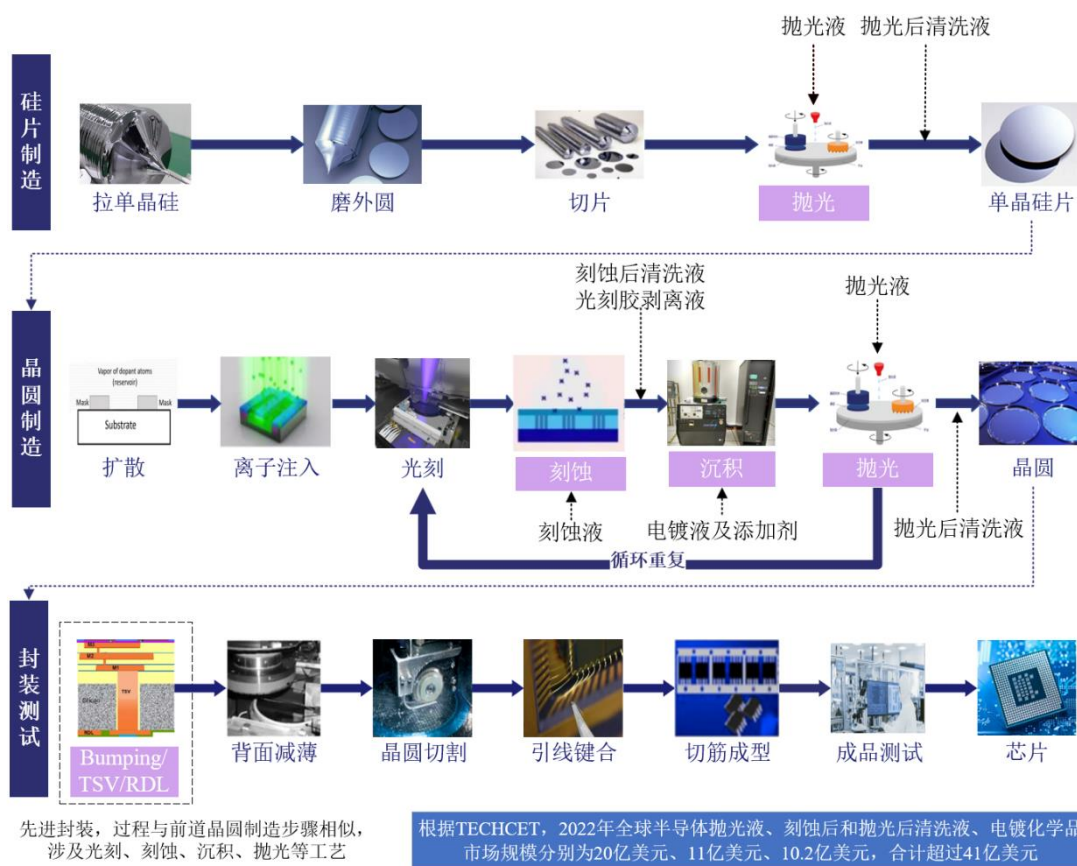 硅片制造
抛光液
抛光后清洗液
拉单晶硅
磨外圆
切片
抛光
单晶硅片
晶圆制造
刻蚀后清洗液
光刻胶剥离液
抛光液
Vapor of dopant atoms
(reservoir)
Mask
Mask
Substrate
扩散
离子注入
光刻
刻蚀
沉积
抛光
晶圆
刻蚀液
电镀液及添加剂
抛光后清洗液
循环重复
封装测试
M3
M2
M1
TSV
RDL
Bumping/
TSV/RDL
背面减薄
晶圆切割
引线键合
切筋成型
成品测试
芯片
先进封装，过程与前道晶圆制造步骤相似，
涉及光刻、刻蚀、沉积、抛光等工艺
根据TECHCET，2022年全球半导体抛光液、刻蚀后和抛光后清洗液、电镀化学品
市场规模分别为20亿美元、11亿美元、10.2亿美元，合计超过41亿美元